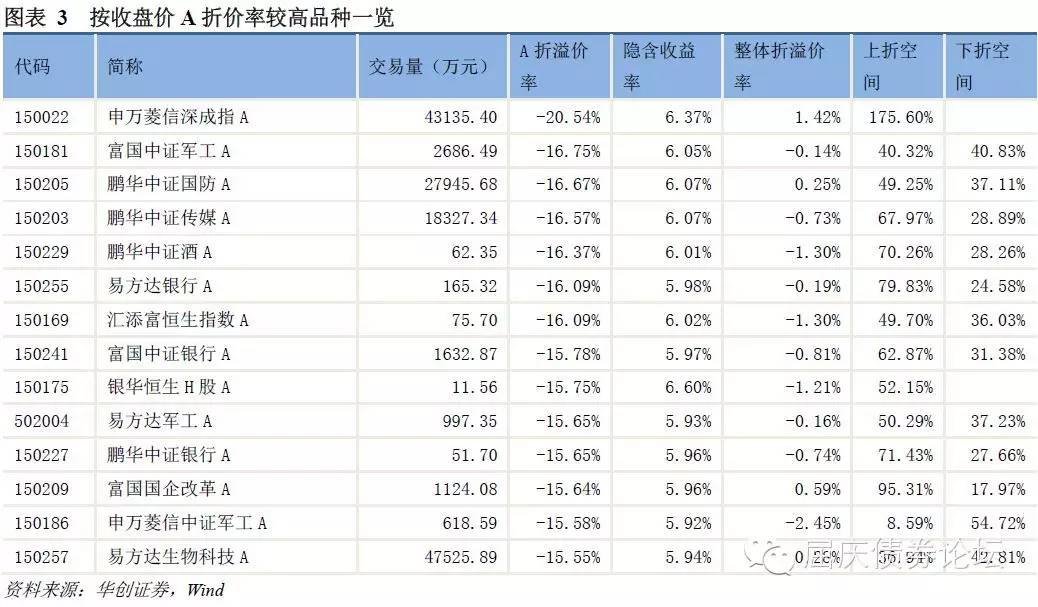 图表 3 按收盘价 A 折价率较高品种一览
代码 简称 交易量（万元） A 折溢价率 隐含收益率 整体折溢价率 上折空间 下折空间
150022 申万菱信深成指 A 43135.40 -20.54% 6.37% 1.42% 175.60%
150181 富国中证军工 A 2686.49 -16.75% 6.05% -0.14% 40.32% 40.83%
150205 鹏华中证国防 A 27945.68 -16.67% 6.07% 0.25% 49.25% 37.11%
150203 鹏华中证传媒 A 18327.34 -16.57% 6.07% -0.73% 67.97% 28.89%
150229 鹏华中证酒 A 62.35 -16.37% 6.01% -1.30% 70.26% 28.26%
150255 易方达银行 A 165.32 -16.09% 5.98% -0.19% 79.83% 24.58%
150169 汇添富恒生指数 A 75.70 -16.09% 6.02% -1.30% 49.70% 36.03%
150241 富国中证银行 A 1632.87 -15.78% 5.97% -0.81% 62.87% 31.38%
150175 银华恒生 H 股 A 11.56 -15.75% 6.60% -1.21% 52.15%
502004 易方达军工 A 997.35 -15.65% 5.93% -0.16% 50.29% 37.23%
150227 鹏华中证银行 A 51.70 -15.65% 5.96% -0.74% 71.43% 27.66%
150209 富国国企改革 A 1124.08 -15.64% 5.96% 0.59% 95.31% 17.97%
150186 申万菱信中证军工 A 618.59 -15.58% 5.92% -2.45% 8.59% 54.72%
150257 易方达生物科技 A 47525.89 -15.55% 5.94% 42.81%
屈庆债券论坛
资料来源：华创证券，Wind